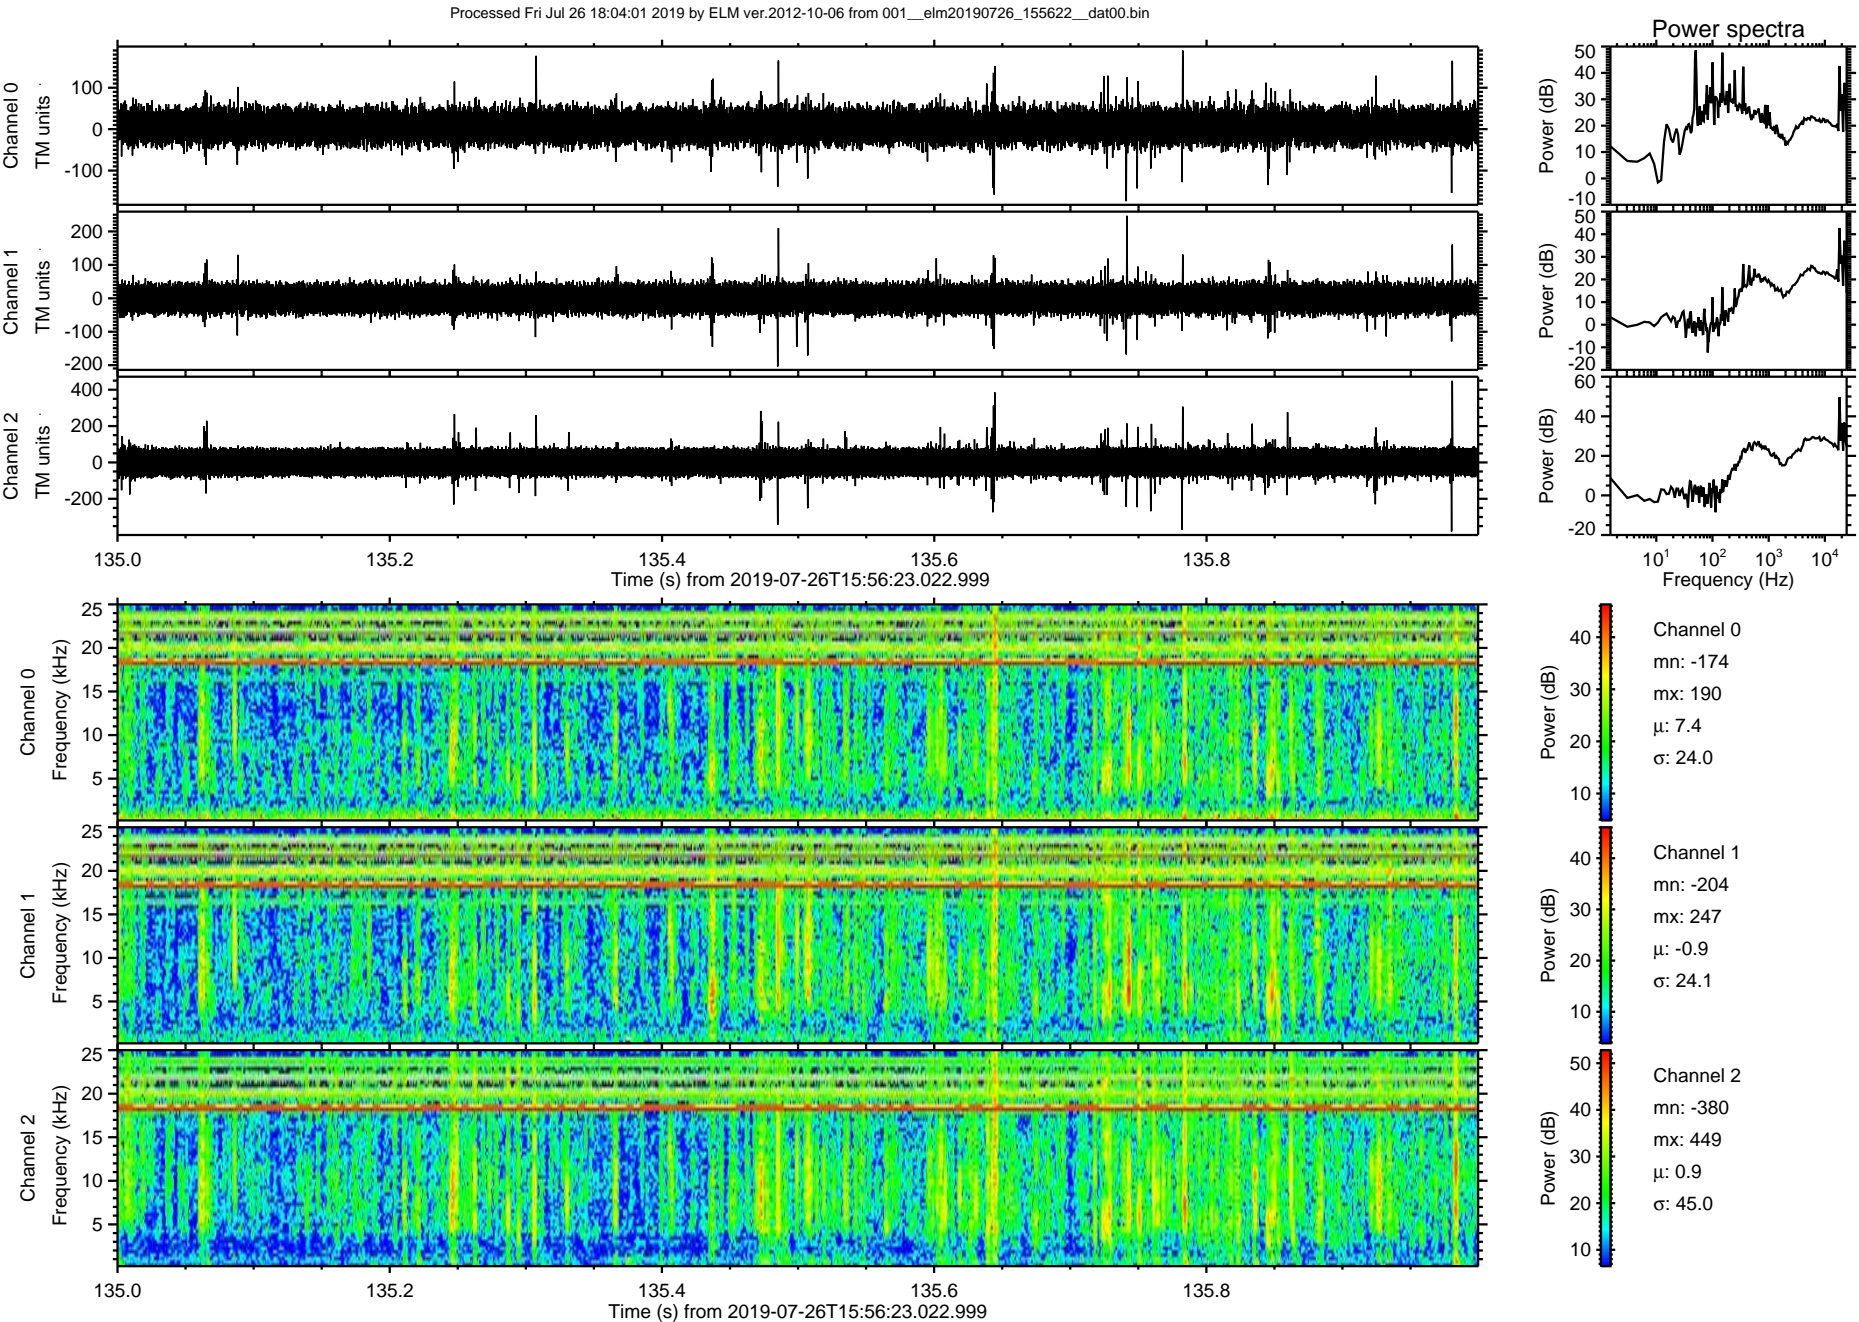 Processed Fri Jul 26 18:04:01 2019 by ELM ver.2012-10-06 from 001__elm20190726_155622__dat00.bin
Power spectra
Channel 0
TM units
100
0
-100
Power (dB)
50
40
30
20
10
0
-10
Channel 1
TM units
200
100
0
-100
-200
Power (dB)
50
40
30
20
10
0
-10
-20
Channel 2
TM units
400
200
0
-200
Power (dB)
60
40
20
0
-20
135.0 135.2 135.4 135.6 135.8
Time (s) from 2019-07-26T15:56:23.022.999
10¹ 10² 10³ 10⁴
Frequency (Hz)
Channel 0
Frequency (kHz)
25
20
15
10
5
Power (dB)
40
30
20
10
Channel 0
mn: -174
mx: 190
μ: 7.4
σ: 24.0
Channel 1
Frequency (kHz)
25
20
15
10
5
Power (dB)
40
30
20
10
Channel 1
mn: -204
mx: 247
μ: -0.9
σ: 24.1
Channel 2
Frequency (kHz)
25
20
15
10
5
Power (dB)
50
40
30
20
10
Channel 2
mn: -380
mx: 449
μ: 0.9
σ: 45.0
135.0 135.2 135.4 135.6 135.8
Time (s) from 2019-07-26T15:56:23.022.999